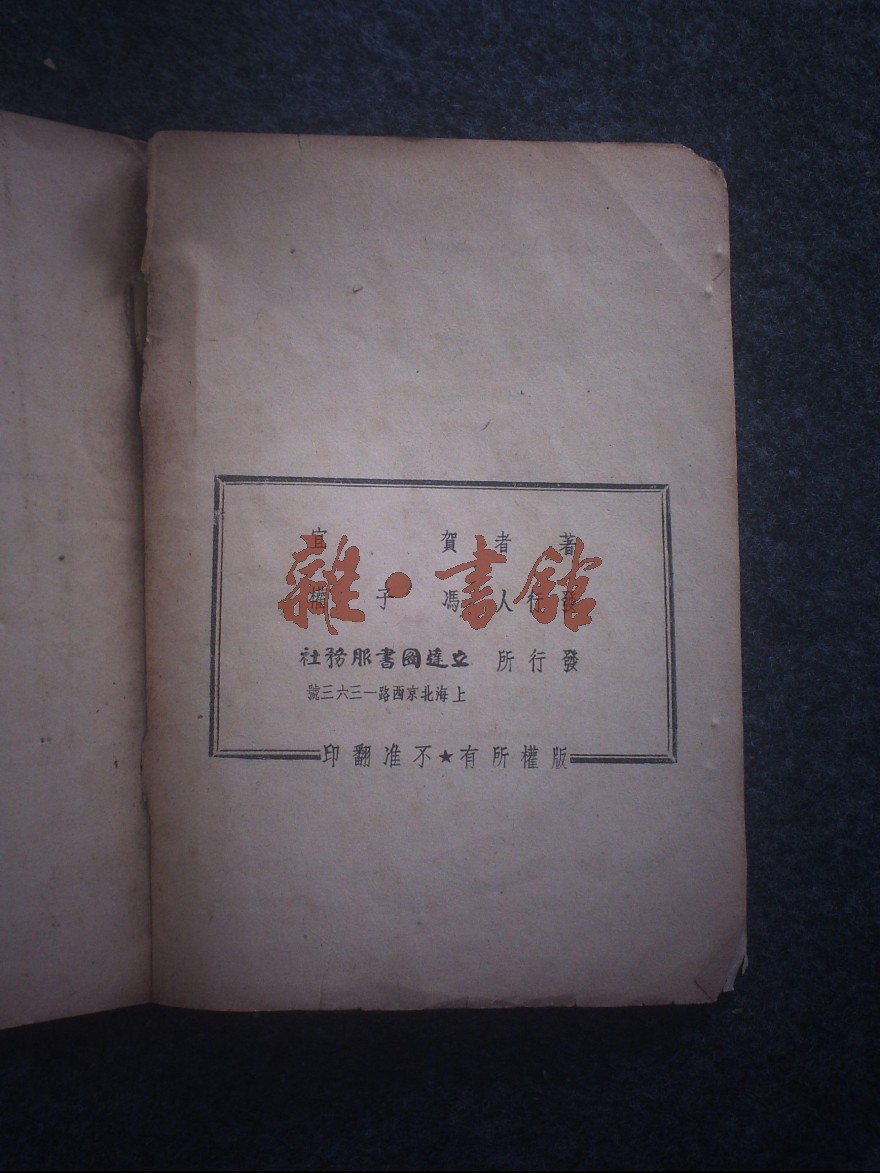 著者 賀宜
發行人 馮子
雜•書館
發行所 立達圖書服務社
上海北京西路一三六三號
版權所有★不准翻印